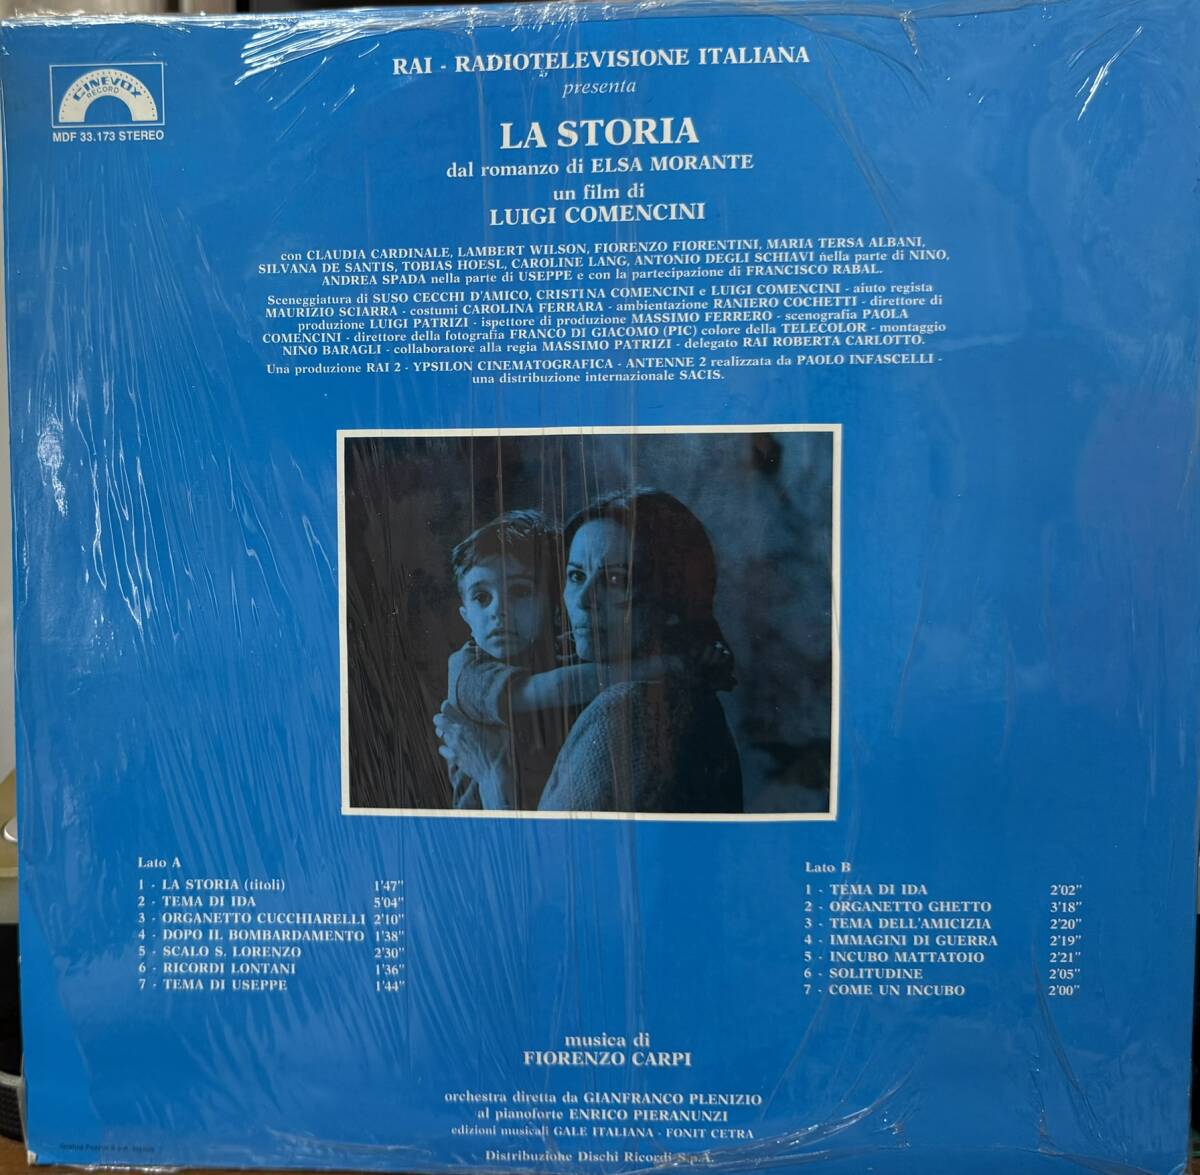 CINEVOX
RECORD
MDF 33.173 STEREO
RAI - RADIOTELEVISIONE ITALIANA
presenta
LA STORIA
dal romanzo di ELSA MORANTE
un film di
LUIGI COMENCINI
con CLAUDIA CARDINALE, LAMBERT WILSON, FIORENZO FIORENTINI, MARIA TERSA ALBANI,
SILVANA DE SANTIS, TOBIAS HOESL, CAROLINE LANG, ANTONIO DEGLI SCHIAVI nella parte di NINO,
ANDREA SPADA nella parte di USEPPE e con la partecipazione di FRANCISCO RABAL.
Sceneggiatura di SUSO CECCHI D'AMICO, CRISTINA COMENCINI e LUIGI COMENCINI - aiuto regista
MAURIZIO SCIARRA - costumi CAROLINA FERRARA - ambientazione RANIERO COCHETTI - direttore di
produzione LUIGI PATRIZI - ispettore di produzione MASSIMO FERRERO - scenografia PAOLA
COMENCINI - direttore della fotografia FRANCO DI GIACOMO (PIC) colore della TELECOLOR - montaggio
NINO BARAGLI - collaboratore alla regia MASSIMO PATRIZI - delegato RAI ROBERTA CARLOTTO.
Una produzione RAI 2 - YPSILON CINEMATOGRAFICA - ANTENNE 2 realizzata da PAOLO INFASCELLI -
una distribuzione internazionale SACIS.
Lato A
1 - LA STORIA (titoli) 1'47"
2 - TEMA DI IDA 5'04"
3 - ORGANETTO CUCCHIARELLI 2'10"
4 - DOPO IL BOMBARDAMENTO 1'38"
5 - SCALO S. LORENZO 2'30"
6 - RICORDI LONTANI 1'36"
7 - TEMA DI USEPPE 1'44"
Lato B
1 - TEMA DI IDA 2'02"
2 - ORGANETTO GHETTO 3'18"
3 - TEMA DELL'AMICIZIA 2'20"
4 - IMMAGINI DI GUERRA 2'19"
5 - INCUBO MATTATOIO 2'21"
6 - SOLITUDINE 2'05"
7 - COME UN INCUBO 2'00"
musica di
FIORENZO CARPI
orchestra diretta da GIANFRANCO PLENIZIO
al pianoforte ENRICO PIERANUNZI
edizioni musicali GALE ITALIANA - FONIT CETRA
Distribuzione Dischi Ricordi S.p.A.